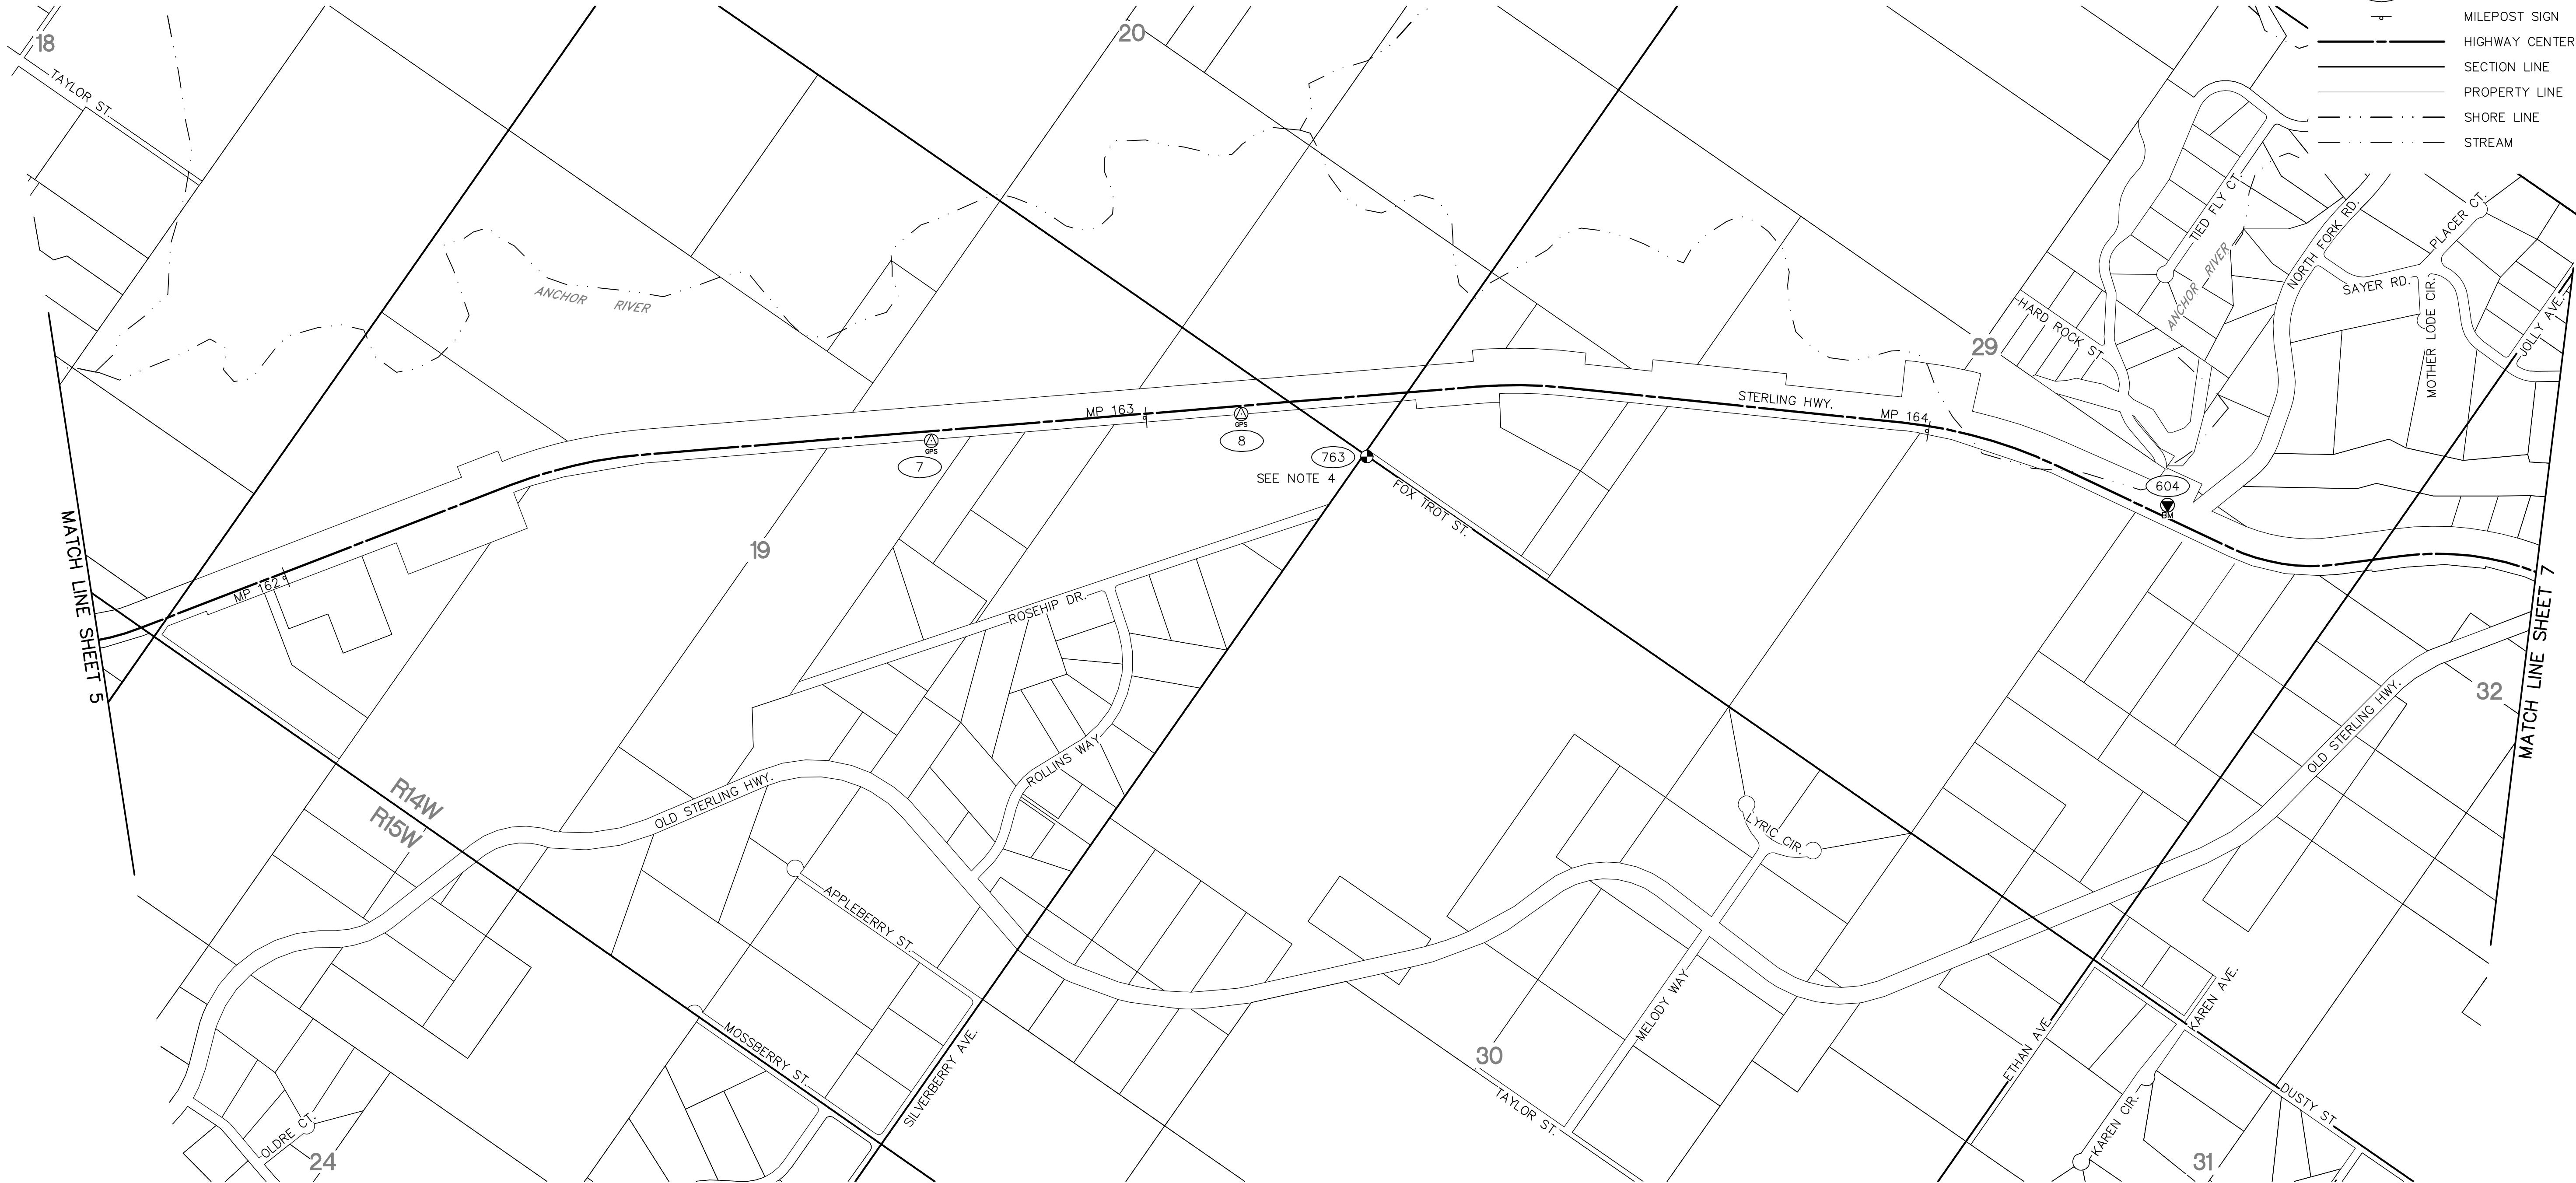 MILEPOST SIGN
HIGHWAY CENTER
SECTION LINE
PROPERTY LINE
SHORE LINE
STREAM
18
TAYLOR ST.
20
ANCHOR RIVER
TIED FLY CT.
ANCHOR RIVER
NORTH FORK RD.
PLACER CT.
SAYER RD.
MOTHER LODE CIR.
JOLLY AVE.
HARD ROCK ST
29
STERLING HWY.
MP 163
MP 164
GPS
7
GPS
8
763
SEE NOTE 4
FOX TROT ST.
604
BM
MATCH LINE SHEET 5
MP 162
19
ROSEHIP DR.
MATCH LINE SHEET 7
32
OLD STERLING HWY.
ROLLINS WAY
OLD STERLING HWY.
R14W
R15W
LYRIC CIR.
APPLEBERRY ST.
MELODY WAY
MOSSBERRY ST.
SILVERBERRY AVE.
30
TAYLOR ST.
ETHAN AVE.
KAREN AVE.
KAREN CIR.
DUSTY ST.
OLDRE CT.
24
31